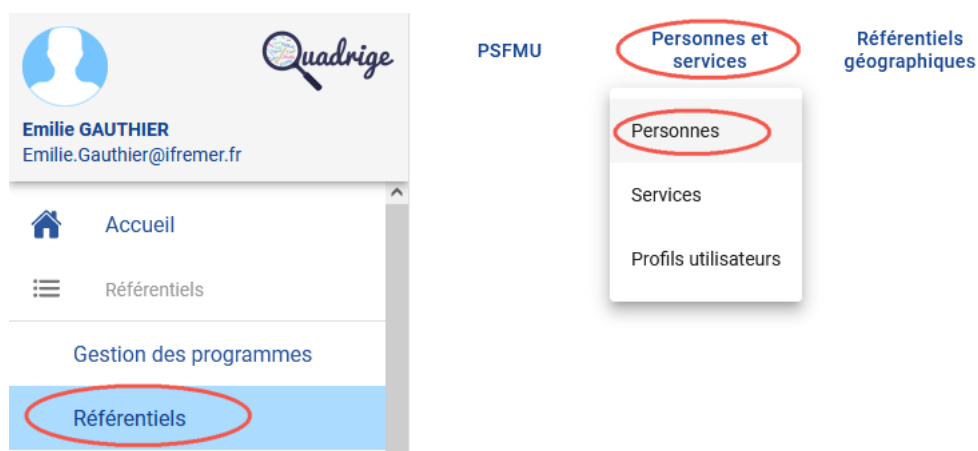 Quadrige
Emilie GAUTHIER
Emilie.Gauthier@ifremer.fr
Accueil
Référentiels
Gestion des programmes
Référentiels
PSFMU
Personnes et
services
Référentiels
géographiques
Personnes
Services
Profils utilisateurs